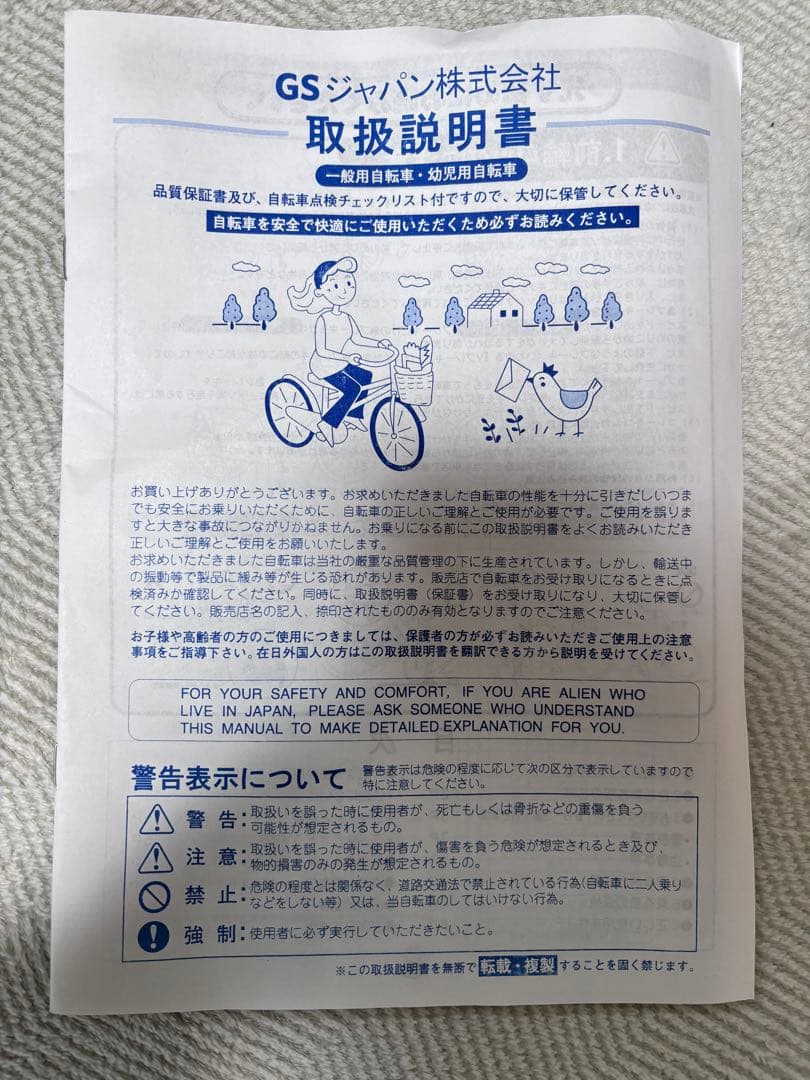 GSジャパン株式会社
取扱説明書
一般用自転車・幼児用自転車
品質保証書及び、自転車点検チェックリスト付ですので、大切に保管してください。
自転車を安全で快適にご使用いただくため必ずお読みください。
お買い上げありがとうございます。お求めいただきました自転車の性能を十分に引きだしいつま
でも安全にお乗りいただくために、自転車の正しいご理解とご使用が必要です。ご使用を誤りま
すと大きな事故につながりかねません。お乗りになる前にこの取扱説明書をよくお読みいただき
正しいご理解とご使用をお願いいたします。
お求めいただきました自転車は当社の厳重な品質管理の下に生産されています。しかし、輸送中
の振動等で製品に緩み等が生じる恐れがあります。販売店で自転車をお受け取りになるときに点
検済みか確認してください。同時に、取扱説明書（保証書）をお受け取りになり、大切に保管し
てください。販売店名の記入、捺印されたもののみ有効となりますのでご注意ください。
お子様や高齢者の方のご使用につきましては、保護者の方が必ずお読みいただきご使用上の注意
事項をご指導下さい。在日外国人の方はこの取扱説明書を翻訳できる方から説明を受けてください。
FOR YOUR SAFETY AND COMFORT, IF YOU ARE ALIEN WHO
LIVE IN JAPAN, PLEASE ASK SOMEONE WHO UNDERSTAND
THIS MANUAL TO MAKE DETAILED EXPLANATION FOR YOU.
警告表示について 警告表示は危険の程度に応じて次の区分で表示していますので
特に注意してください。
警告：取扱いを誤った時に使用者が、死亡もしくは骨折などの重傷を負う
可能性が想定されるもの。
注意：取扱いを誤った時に使用者が、傷害を負う危険が想定されるとき及び、
物的損害のみの発生が想定されるもの。
禁止：危険の程度とは関係なく、道路交通法で禁止されている行為(自転車に二人乗り
などをしない等）又は、当自転車のしてはいけない行為。
強制：使用者に必ず実行していただきたいこと。
※この取扱説明書を無断で転載・複製することを固く禁じます。